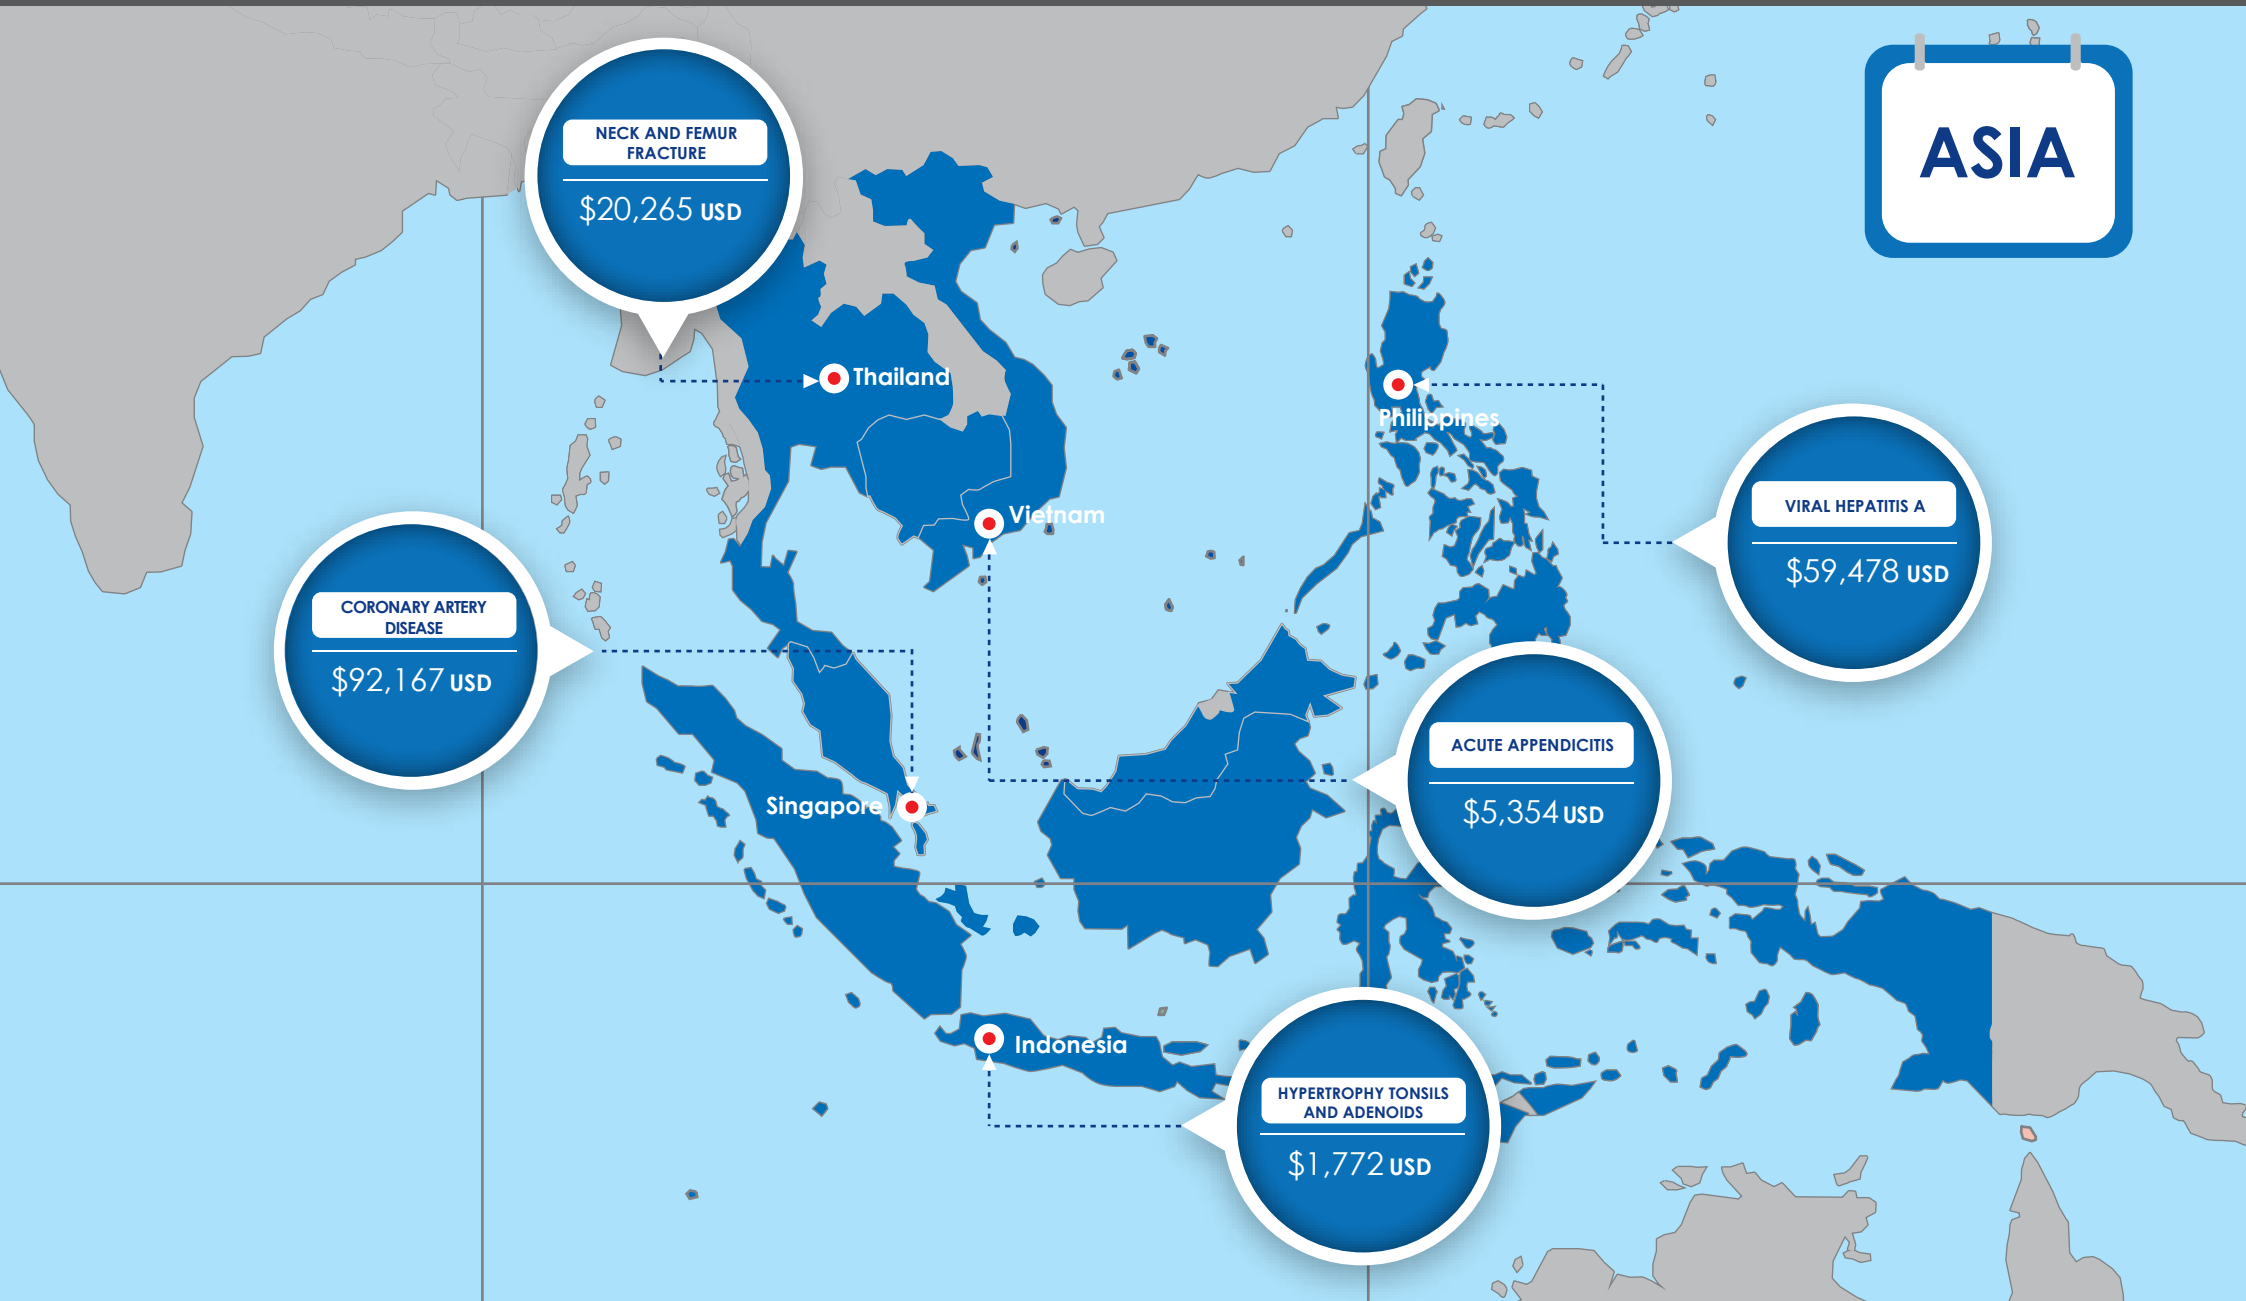 ASIA
NECK AND FEMUR
FRACTURE
$20,265 USD
Thailand
Philippines
VIRAL HEPATITIS A
$59,478 USD
Vietnam
CORONARY ARTERY
DISEASE
$92,167 USD
ACUTE APPENDICITIS
$5,354 USD
Singapore
Indonesia
HYPERTROPHY TONSILS
AND ADENOIDS
$1,772 USD